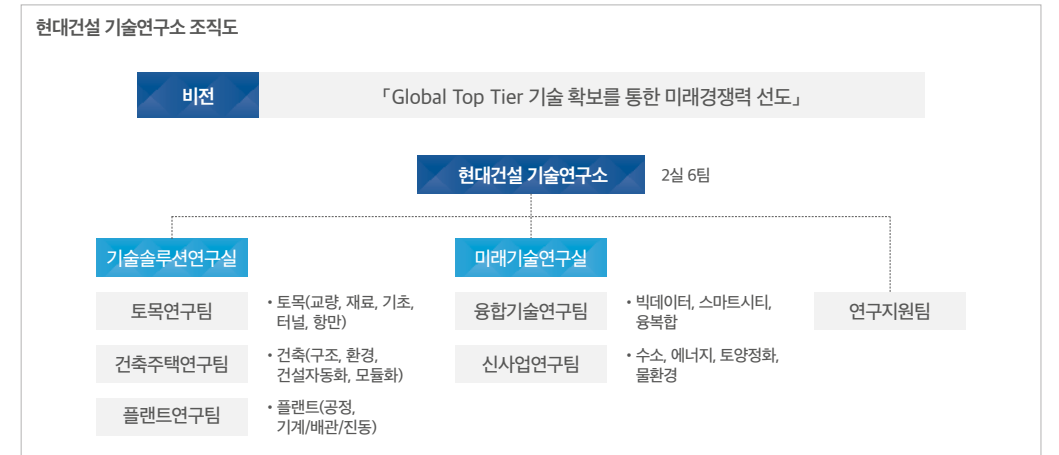 현대건설 기술연구소 조직도
비전
「Global Top Tier 기술 확보를 통한 미래경쟁력 선도」
현대건설 기술연구소
2실 6팀
기술솔루션연구실
토목연구팀
•토목(교량, 재료, 기초,
터널, 항만)
건축주택연구팀
•건축(구조, 환경,
건설자동화, 모듈화)
플랜트연구팀
•플랜트(공정,
기계/배관/진동)
미래기술연구실
융합기술연구팀
•빅데이터, 스마트시티,
융복합
신사업연구팀
•수소, 에너지, 토양정화,
물환경
연구지원팀